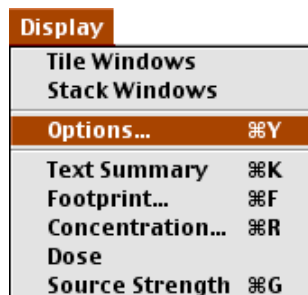 Display
Tile Windows
Stack Windows
Options... ⌘Y
Text Summary ⌘K
Footprint... ⌘F
Concentration... ⌘R
Dose
Source Strength ⌘G